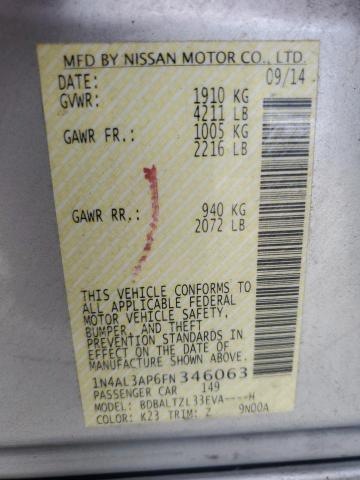 MFD BY NISSAN MOTOR CO., LTD.
DATE: 09/14
GVWR: 1910 KG
4211 LB
GAWR FR.: 1005 KG
2216 LB
GAWR RR.: 940 KG
2072 LB
THIS VEHICLE CONFORMS TO
ALL APPLICABLE FEDERAL
MOTOR VEHICLE SAFETY,
BUMPER, AND THEFT
PREVENTION STANDARDS
IN EFFECT ON THE DATE OF
MANUFACTURE SHOWN ABOVE.
1N4AL3AP6FN346063
PASSENGER CAR 149
MODEL: BDBALTZL33EVA----H
COLOR: K23 TRIM: Z 9N00A